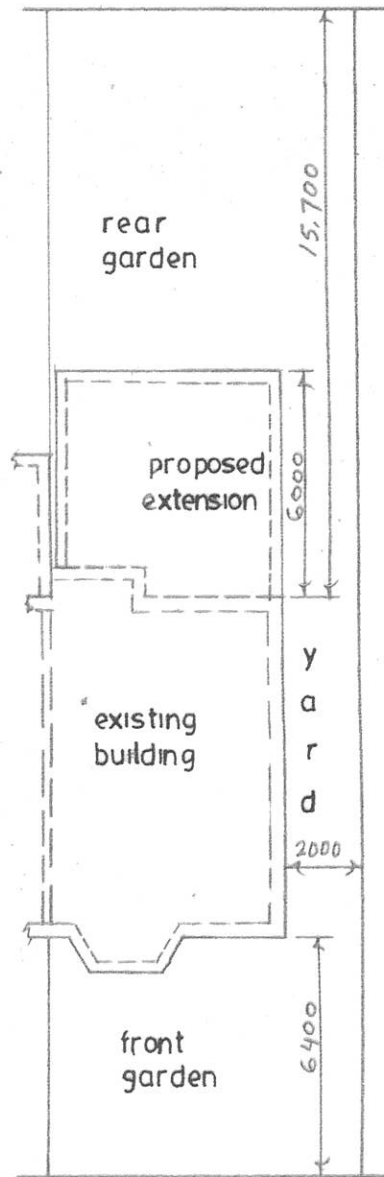 15,700
rear
garden
proposed
extension
6000
y
a
r
d
existing
building
2000
front
garden
6400